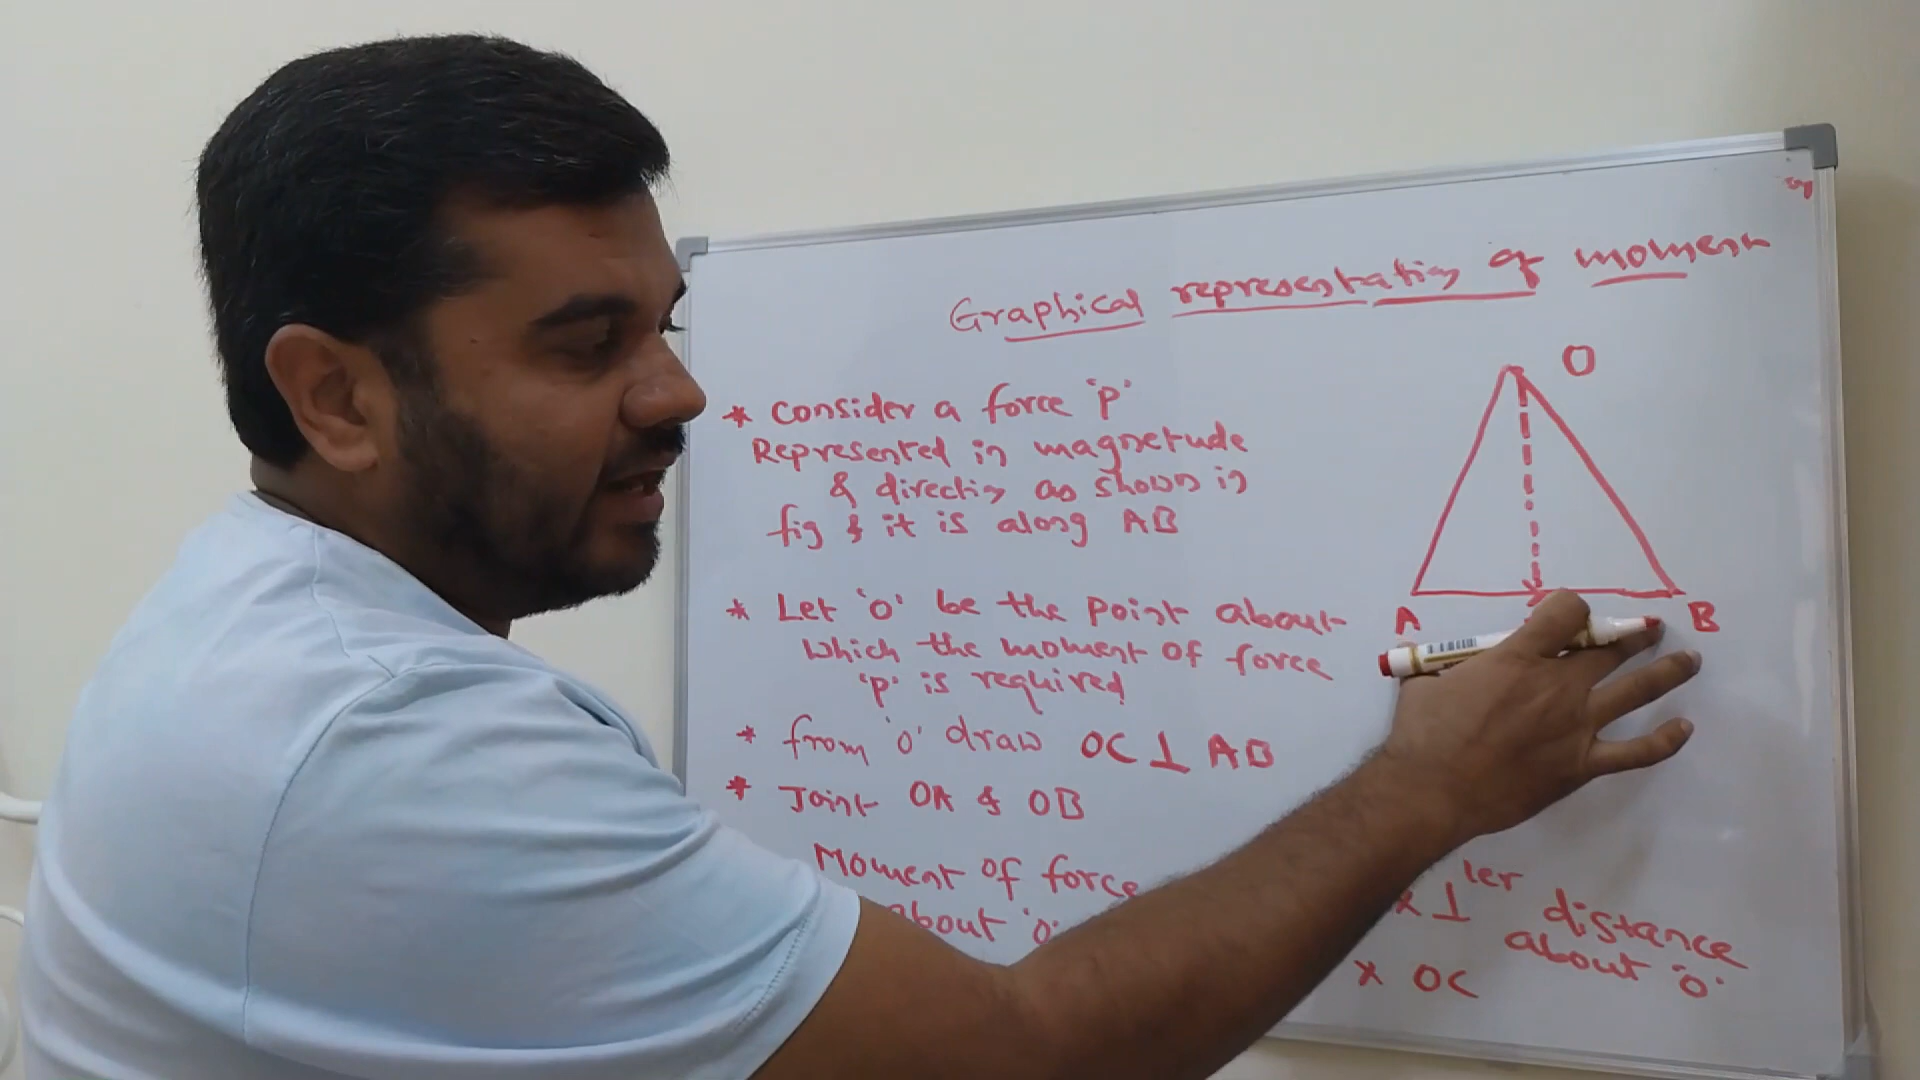 Graphical representation of moment
* Consider a force 'P'
Represented in magnetude
& direction as shown in
fig & it is along AB
* Let 'O' be the point about
which the moment of force
'P' is required
* from 'O' draw OC ⊥ AB
* Joint OA & OB
Moment of force
about 'O'
x ⊥ ler distance
about 'O'
x OC
O
A
B